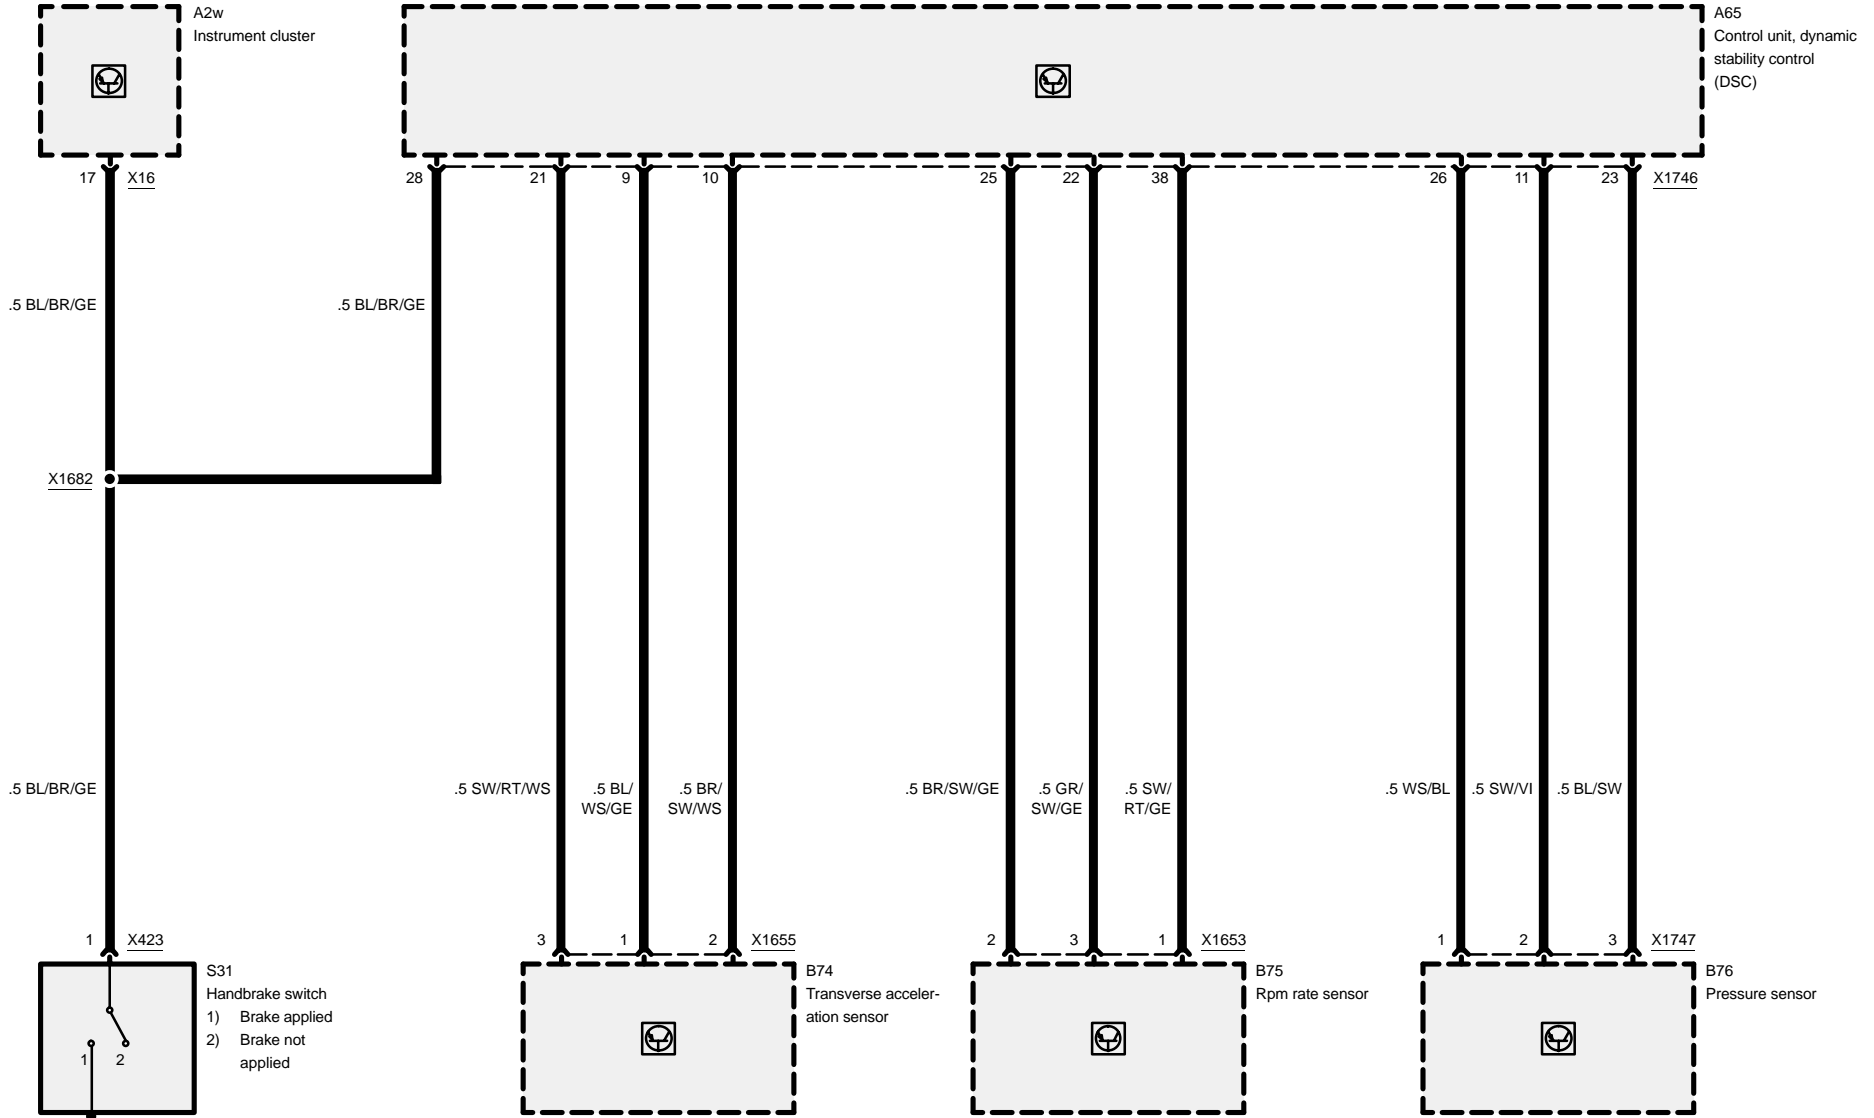 A2w
Instrument cluster
A65
Control unit, dynamic
stability control
(DSC)
17 X16
28 21 9 10 25 22 38 26 11 23 X1746
.5 BL/BR/GE .5 BL/BR/GE
X1682
.5 BL/BR/GE
.5 SW/RT/WS
.5 BL/
WS/GE
.5 BR/
SW/WS
.5 BR/SW/GE
.5 GR/
SW/GE
.5 SW/
RT/GE
.5 WS/BL
.5 SW/VI
.5 BL/SW
1 X423
3 1 2 X1655
2 3 1 X1653
1 2 3 X1747
S31
Handbrake switch
1) Brake applied
2) Brake not
applied
1 2
B74
Transverse acceler-
ation sensor
B75
Rpm rate sensor
B76
Pressure sensor